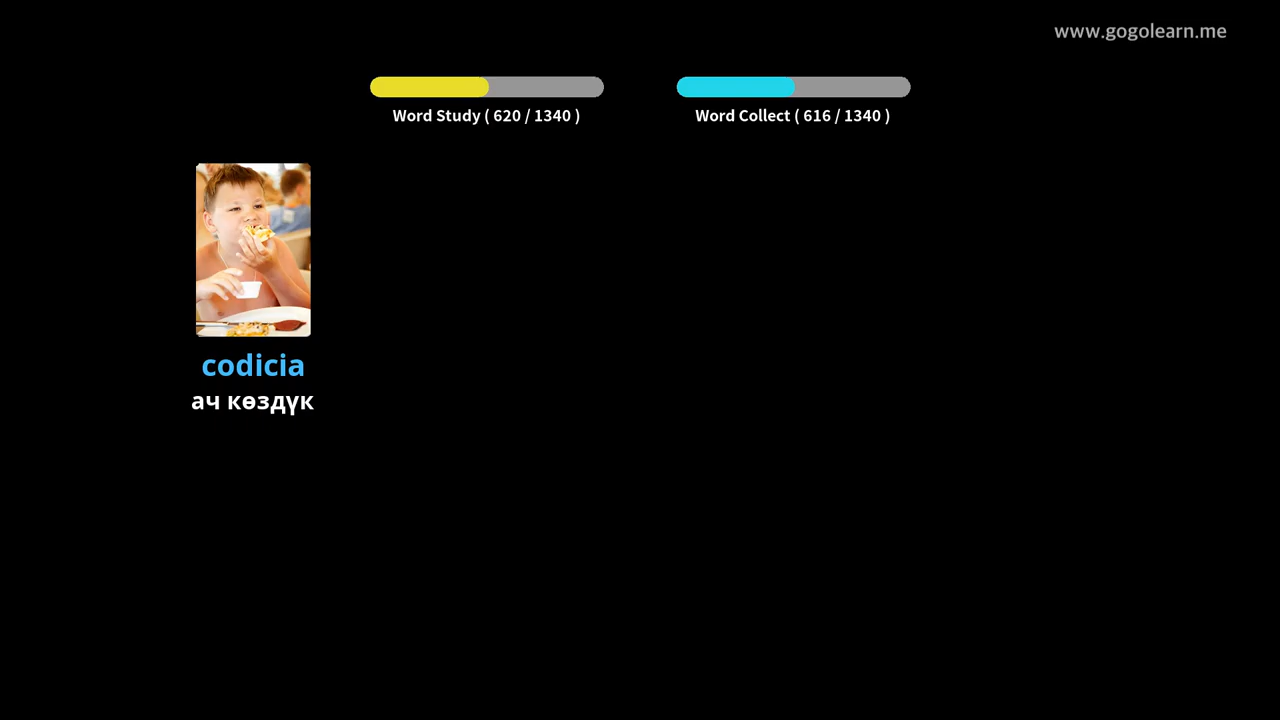 www.gogolearn.me
Word Study ( 620 / 1340 )
Word Collect ( 616 / 1340 )
codicia
ач көздүк